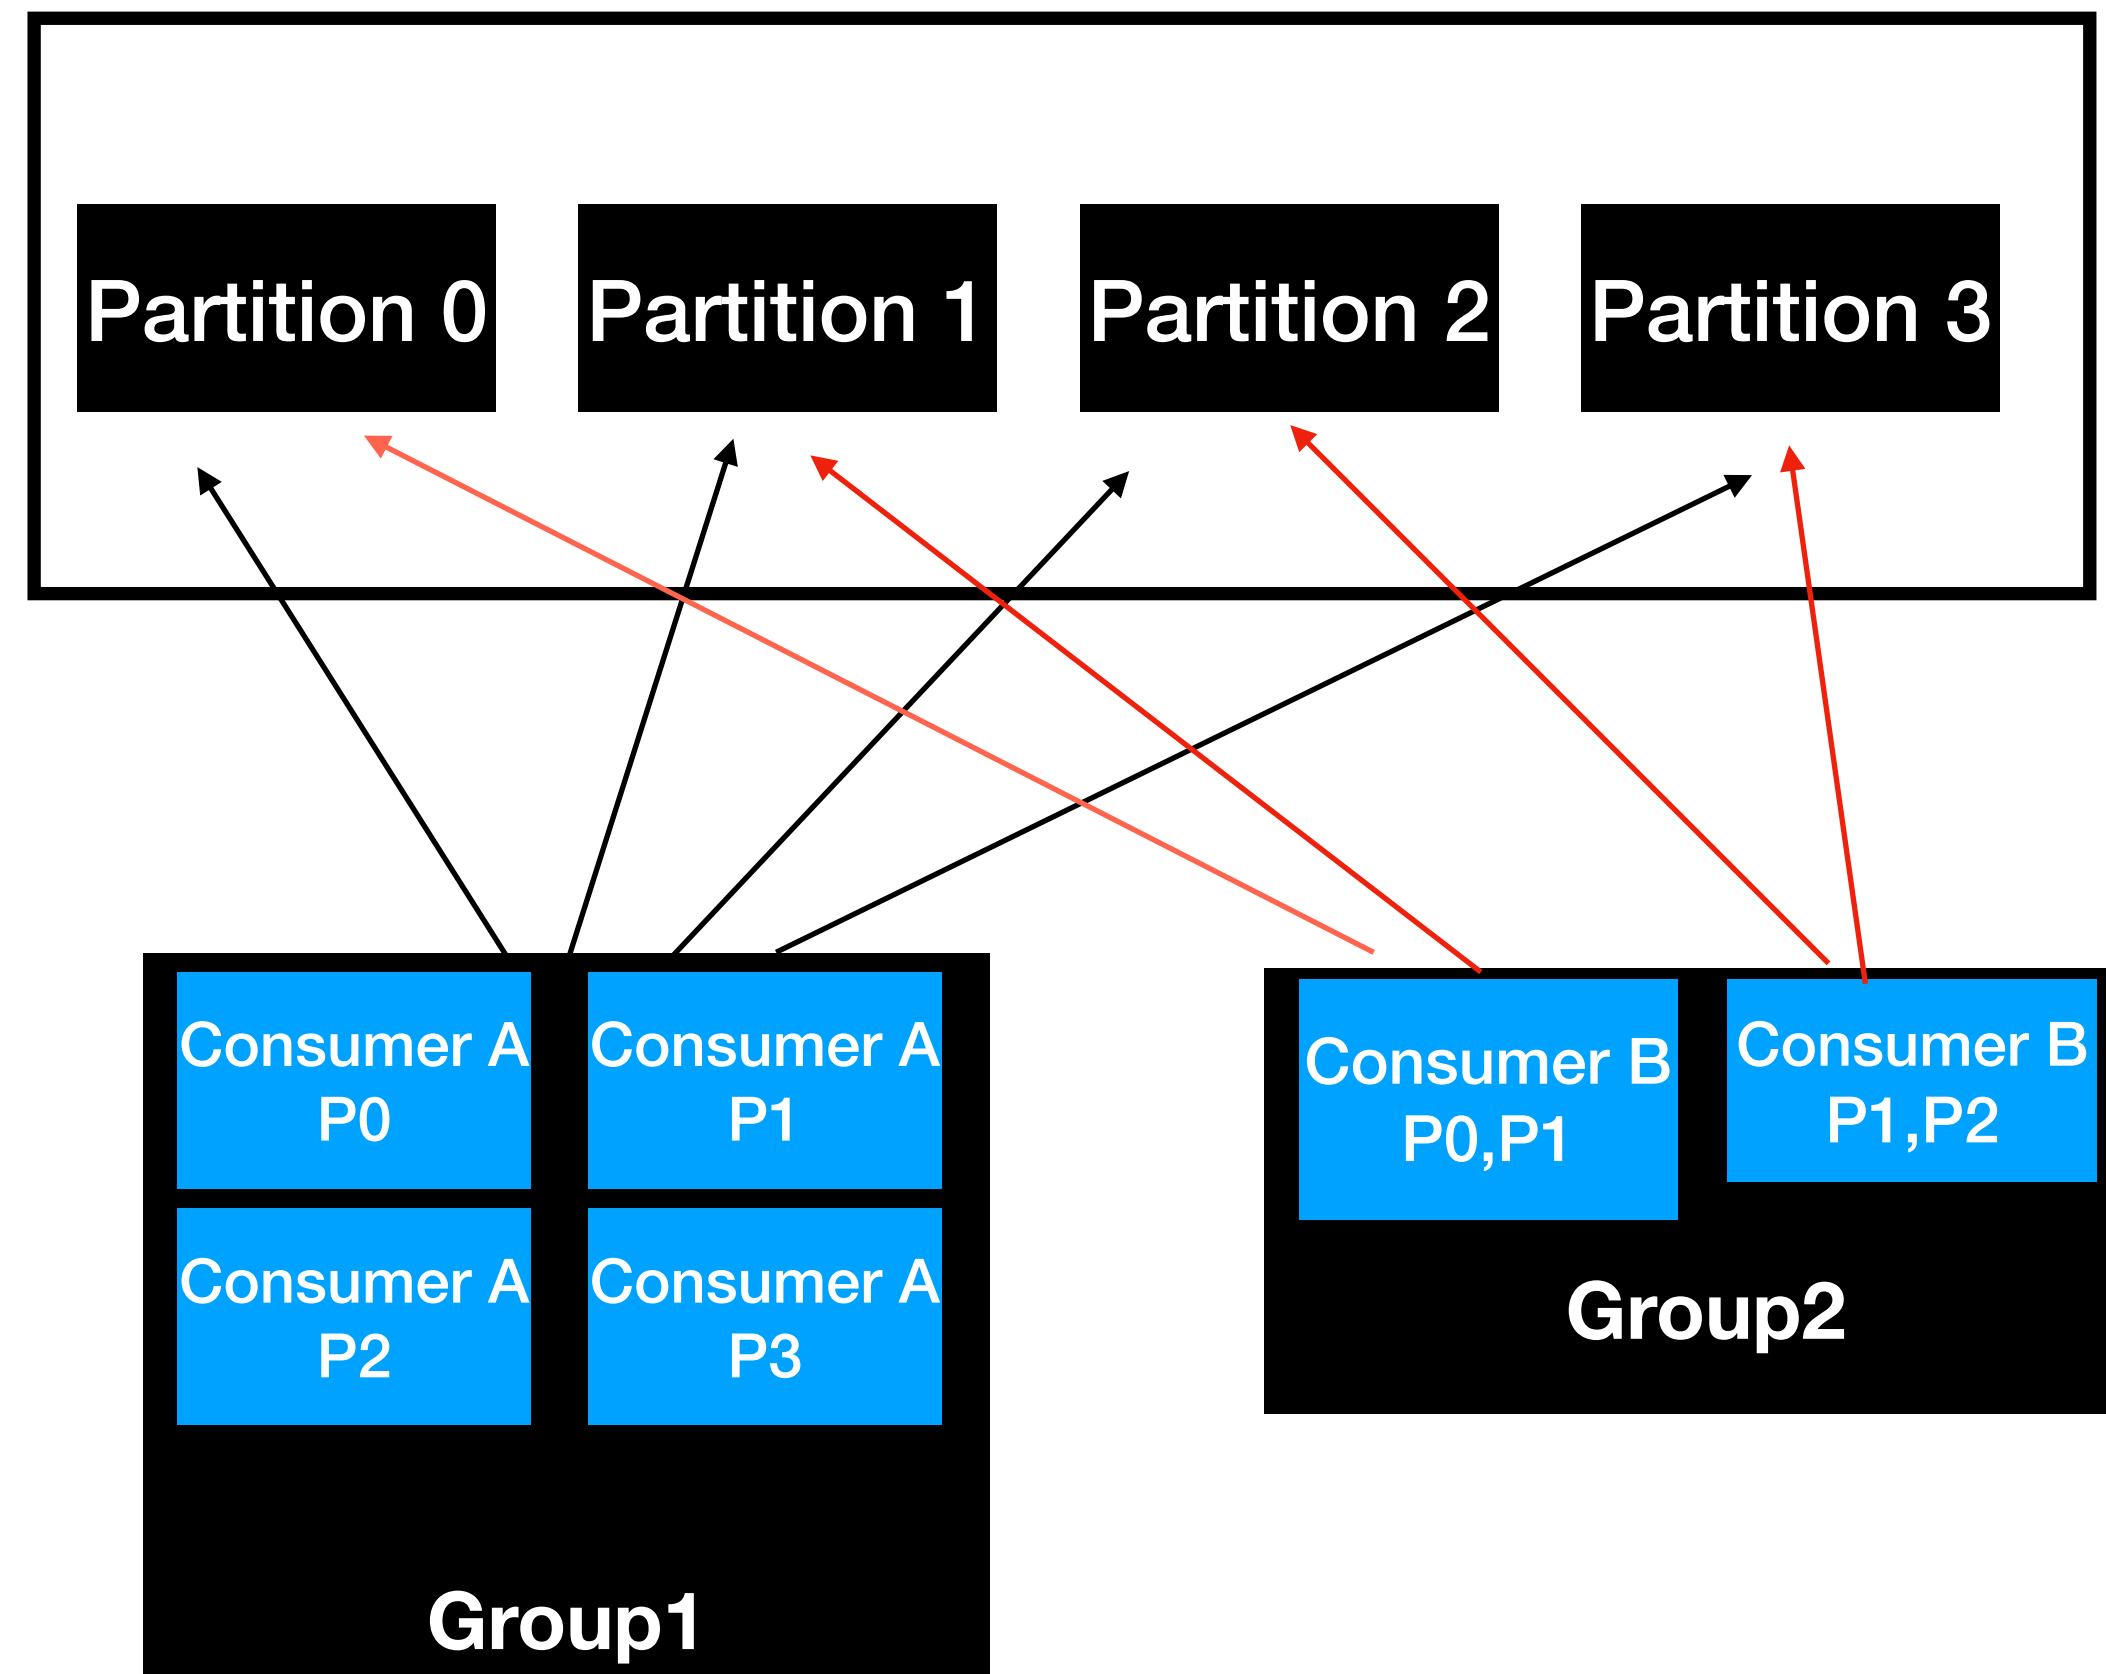 Partition 0
Partition 1
Partition 2
Partition 3
Consumer A
P0
Consumer A
P1
Consumer A
P2
Consumer A
P3
Group1
Consumer B
P0,P1
Consumer B
P1,P2
Group2